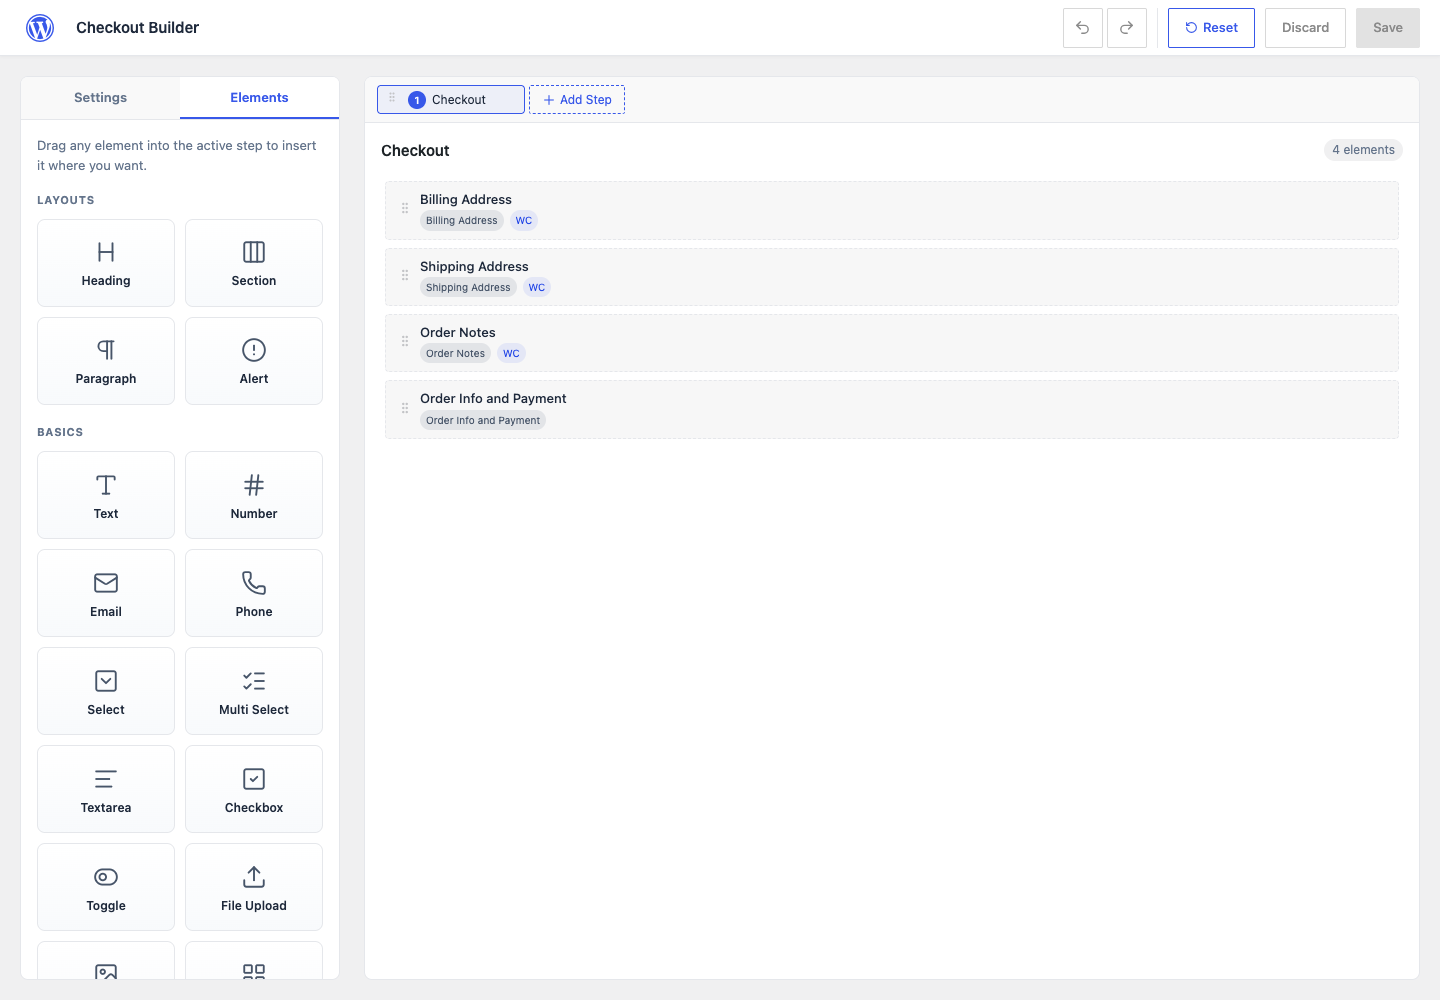 Checkout Builder
Reset
Discard
Save
Settings
Elements
Drag any element into the active step to insert
it where you want.
LAYOUTS
Heading
Section
Paragraph
Alert
BASICS
Text
Number
Email
Phone
Select
Multi Select
Textarea
Checkbox
Toggle
File Upload
1 Checkout
Add Step
Checkout
4 elements
Billing Address
Billing Address WC
Shipping Address
Shipping Address WC
Order Notes
Order Notes WC
Order Info and Payment
Order Info and Payment